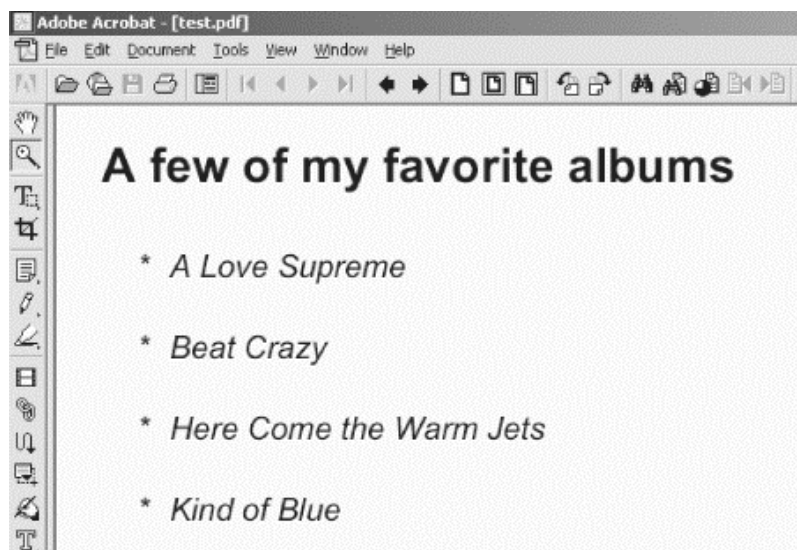 Adobe Acrobat - [test.pdf]
File Edit Document Tools View Window Help
A few of my favorite albums
* A Love Supreme
* Beat Crazy
* Here Come the Warm Jets
* Kind of Blue